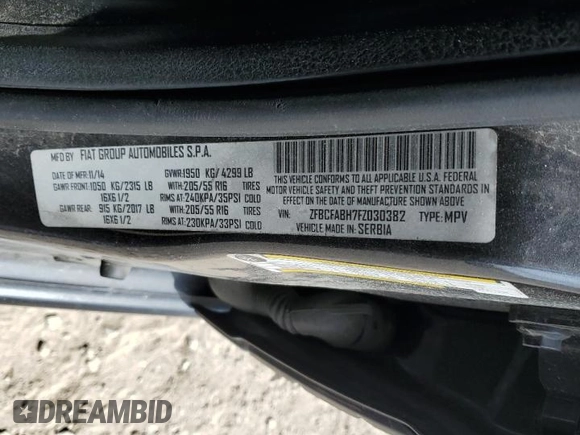 MFD BY: FIAT GROUP AUTOMOBILES S.P.A.
DATE OF MFR:11/14 GVWR:1950 KG/ 4299 LB
GAWR FRONT:1050 KG/2315 LB WITH:205/55 R16 TIRES
16X6 1/2 RIMS AT:240KPA/35PSI COLD
GAWR REAR: 915 KG/2017 LB WITH:205/55 R16 TIRES
16X6 1/2 RIMS AT:230KPA/33PSI COLD
THIS VEHICLE CONFORMS TO ALL APPLICABLE U.S.A. FEDERAL
MOTOR VEHICLE SAFETY, BUMPER, AND THEFT PREVENTION STANDARDS IN
EFFECT ON THE DATE OF MANUFACTURE SHOWN ABOVE.
VIN: ZFBCFABH7FZ030382 TYPE: MPV
VEHICLE MADE IN: SERBIA
DREAMBID